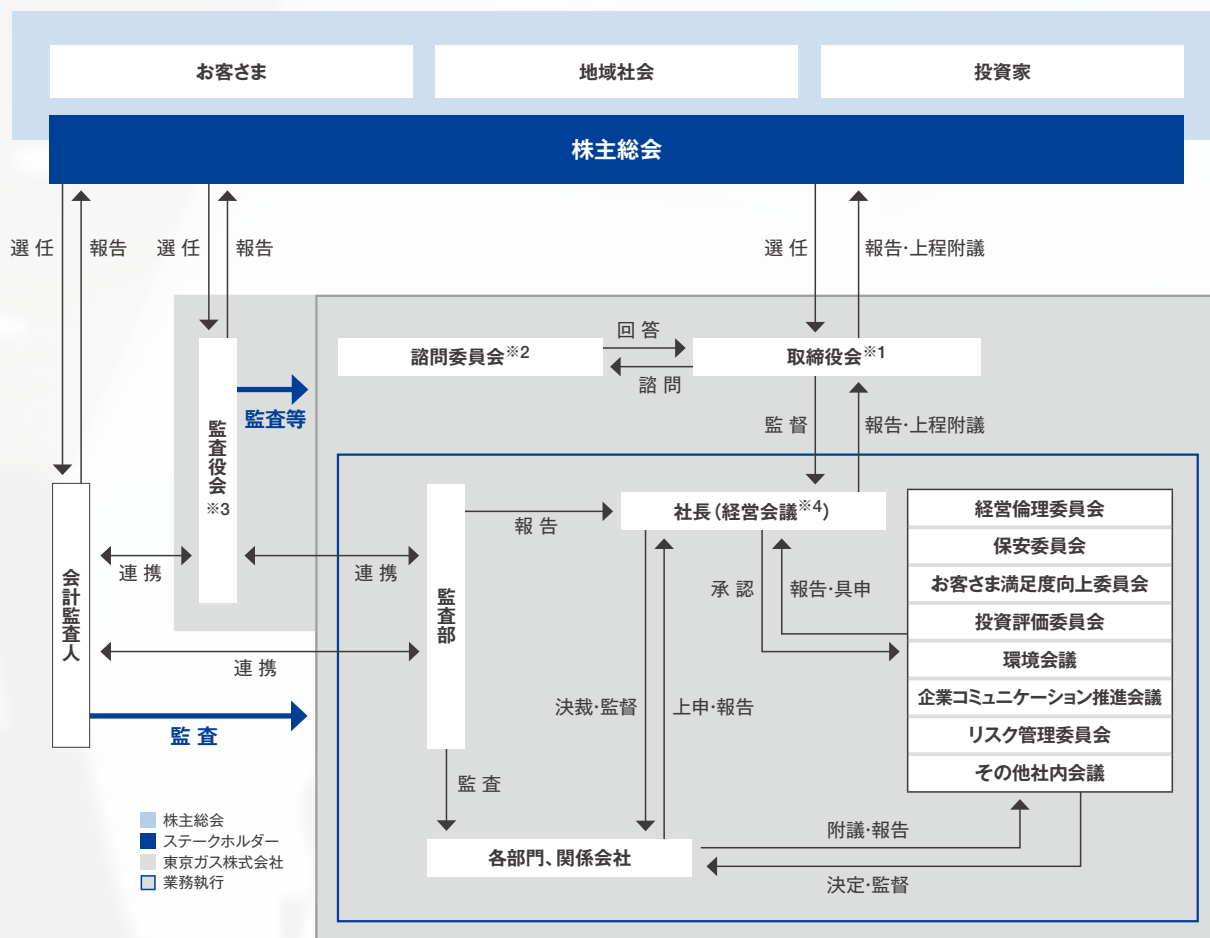 お客さま
地域社会
投資家
株主総会
選任
報告
選任
報告
選任
報告・上程附議
諮問委員会※2
回答
諮問
取締役会※1
監査役会
※3
監査等
監督
報告・上程附議
会計監査人
連携
連携
連携
監査
監査部
報告
社長(経営会議※4)
承認
報告・具申
経営倫理委員会
保安委員会
お客さま満足度向上委員会
投資評価委員会
環境会議
企業コミュニケーション推進会議
リスク管理委員会
その他社内会議
決裁・監督
上申・報告
監査
各部門、関係会社
附議・報告
決定・監督
株主総会
ステークホルダー
東京ガス株式会社
業務執行